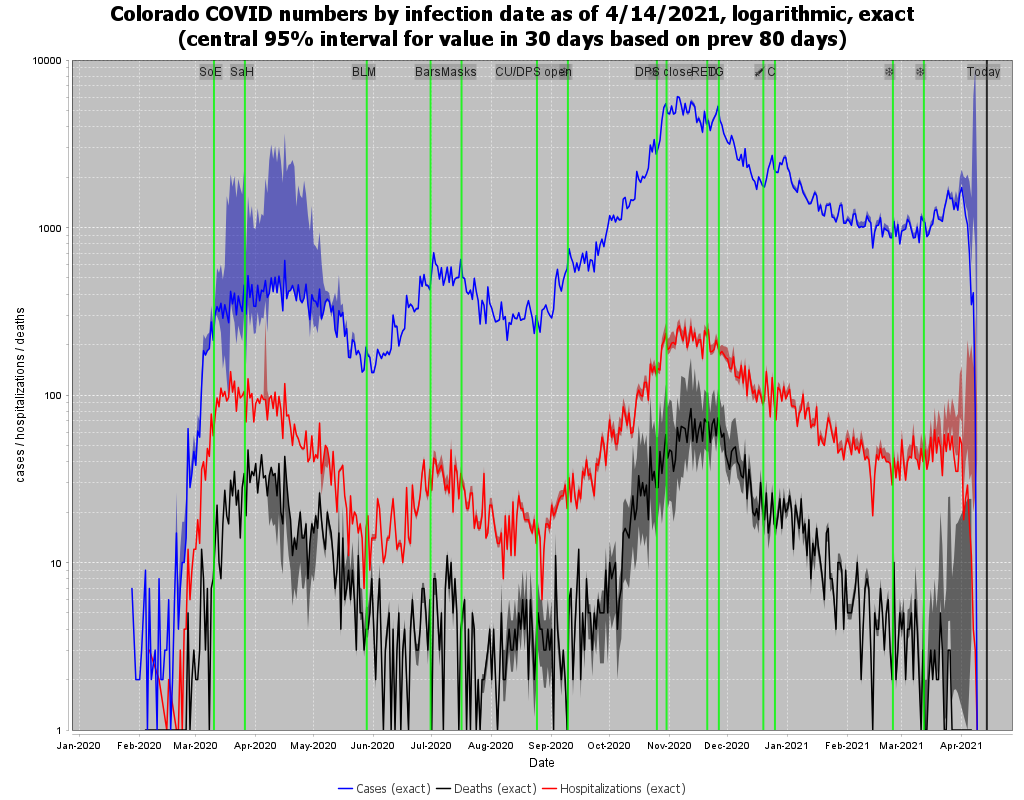 Colorado COVID numbers by infection date as of 4/14/2021, logarithmic, exact
(central 95% interval for value in 30 days based on prev 80 days)
10000
1000
100
10
1
cases / hospitalizations / deaths
SoE SaH BLM Bars Masks CU/DPS open DPS close RED TG C ❄ ❄ Today
Jan-2020 Feb-2020 Mar-2020 Apr-2020 May-2020 Jun-2020 Jul-2020 Aug-2020 Sep-2020 Oct-2020 Nov-2020 Dec-2020 Jan-2021 Feb-2021 Mar-2021 Apr-2021
Date
Cases (exact) Deaths (exact) Hospitalizations (exact)